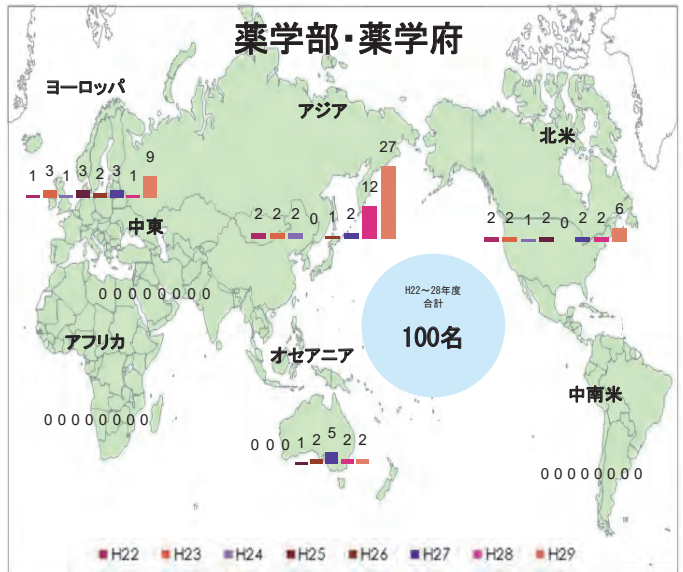 薬学部・薬学府
ヨーロッパ
アジア
北米
1 3 1 3 2 3 1 9
2 2 2 0 1 2 12 27
2 2 1 2 0 2 2 6
中東
0 0 0 0 0 0 0 0
H22～28年度
合計
100名
アフリカ
オセアニア
中南米
0 0 0 0 0 0 0 0
0 0 0 1 2 5 2 2
0 0 0 0 0 0 0 0
H22 H23 H24 H25 H26 H27 H28 H29